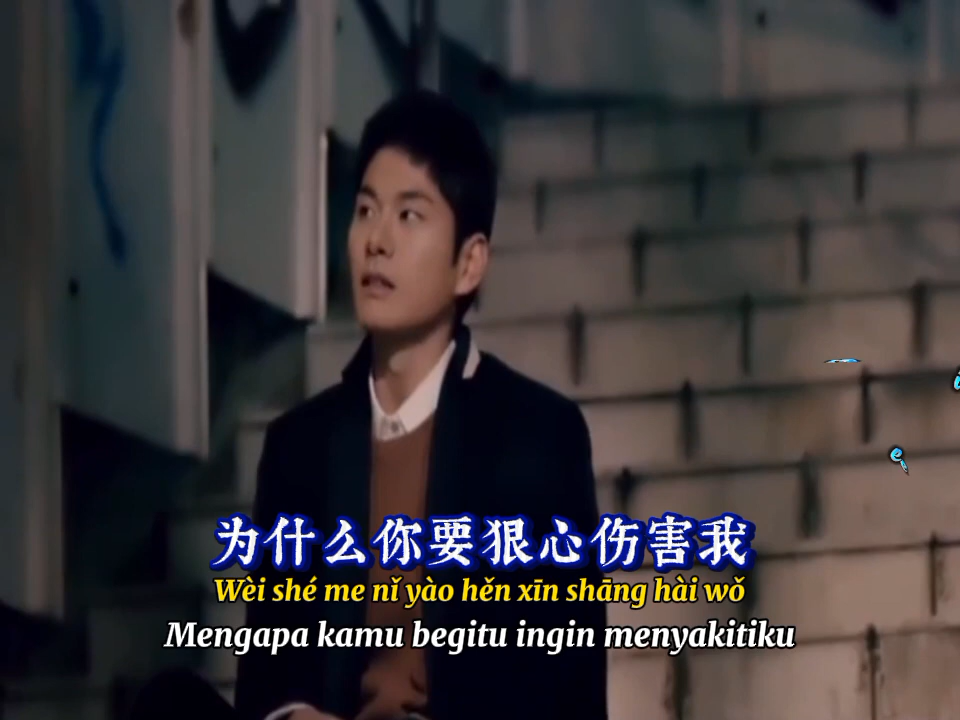 为什么你要狠心伤害我
Wèi shé me nǐ yào hěn xīn shāng hài wǒ
Mengapa kamu begitu ingin menyakitiku